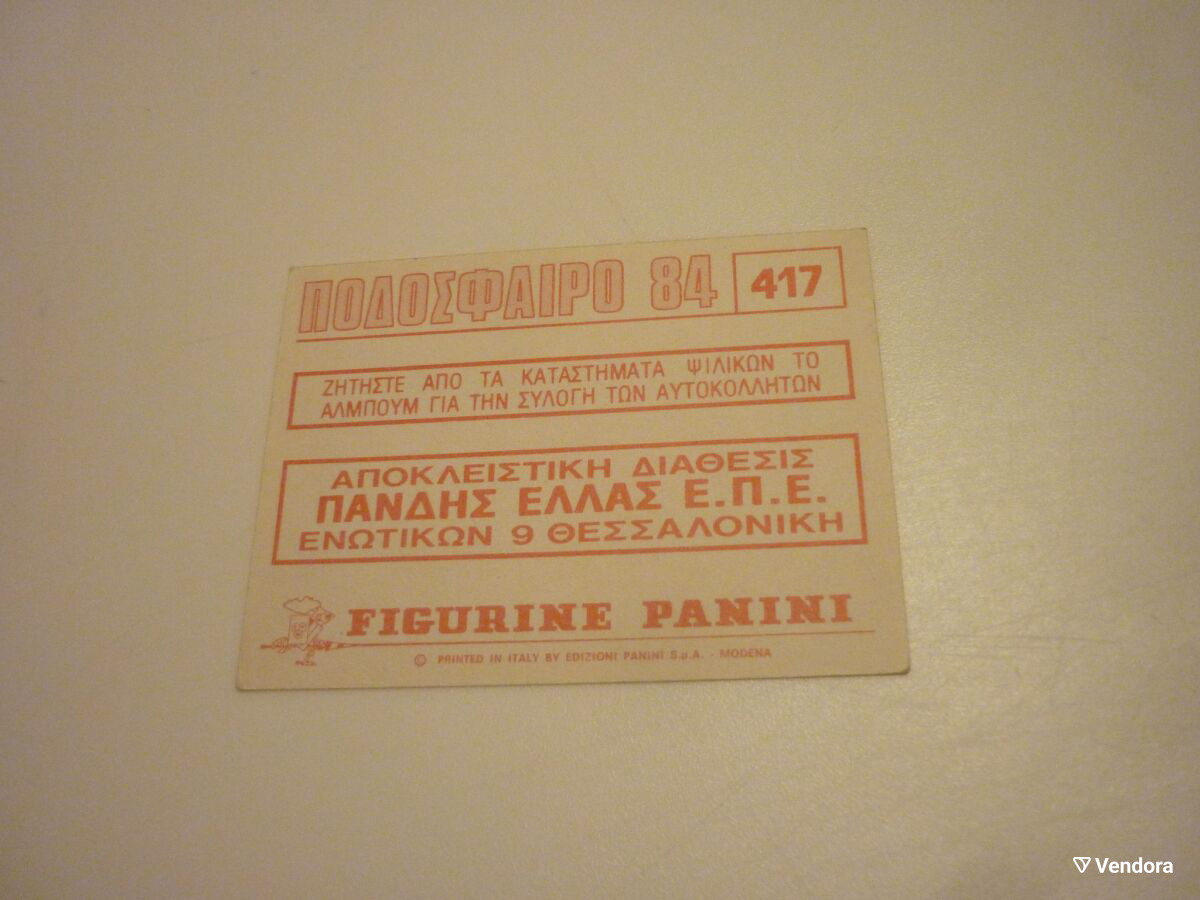 ΠΟΔΟΣΦΑΙΡΟ 84 417
ΖΗΤΗΣΤΕ ΑΠΟ ΤΑ ΚΑΤΑΣΤΗΜΑΤΑ ΨΙΛΙΚΩΝ ΤΟ
ΑΛΜΠΟΥΜ ΓΙΑ ΤΗΝ ΣΥΛΟΓΗ ΤΩΝ ΑΥΤΟΚΟΛΛΗΤΩΝ
ΑΠΟΚΛΕΙΣΤΙΚΗ ΔΙΑΘΕΣΙΣ
ΠΑΝΔΗΣ ΕΛΛΑΣ Ε.Π.Ε.
ΕΝΩΤΙΚΩΝ 9 ΘΕΣΣΑΛΟΝΙΚΗ
FIGURINE PANINI
© PRINTED IN ITALY BY EDIZIONI PANINI S.p.A. - MODENA
Vendora